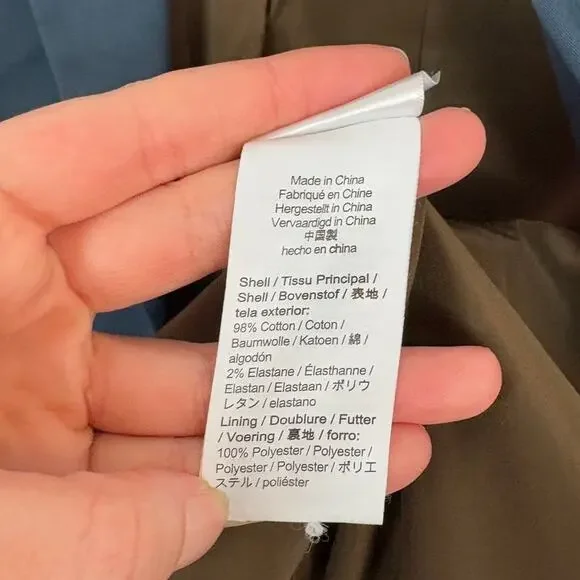 Made in China
Fabriqué en Chine
Hergestellt in China
Vervaardigd in China
中国製
hecho en china
Shell / Tissu Principal /
Shell / Bovenstof / 表地 /
tela exterior:
98% Cotton / Coton /
Baumwolle / Katoen / 綿 /
algodón
2% Elastane / Élasthanne /
Elastan / Elastaan / ポリウ
レタン / elastano
Lining / Doublure / Futter
/ Voering / 裏地 / forro:
100% Polyester / Polyester /
Polyester / Polyester / ポリエ
ステル / poliéster